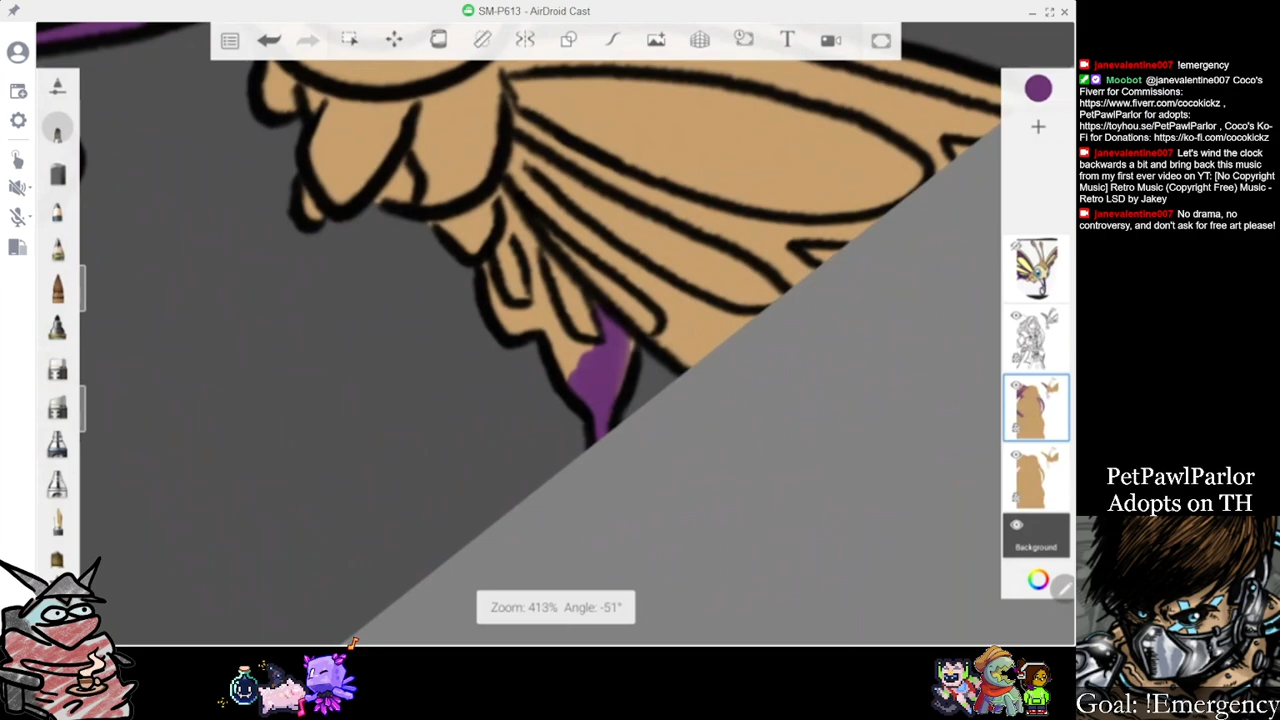 SM-P613 - AirDroid Cast
janevalentine007 !emergency
Moobot @janevalentine007 Coco's
Fiverr for Commissions:
https://www.fiverr.com/cocokickz ,
PetPawlParlor for adopts:
https://toyhou.se/PetPawlParlor , Coco's Ko-
Fi for Donations: https://ko-fi.com/cocokickz
janevalentine007 Let's wind the clock
backwards a bit and bring back this music
from my first ever video on YT: [No Copyright
Music] Retro Music (Copyright Free) Music -
Retro LSD by Jakey
janevalentine007 No drama, no
controversy, and don't ask for free art please!
T
PetPawlParlor
Adopts on TH
Background
Zoom: 413% Angle: -51°
Goal: !Emergency